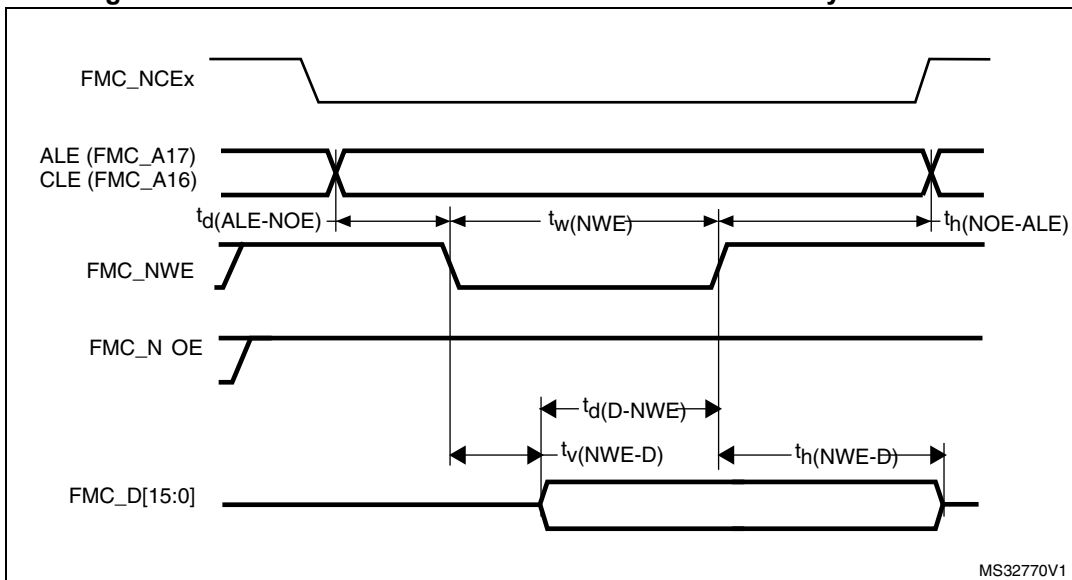 FMC_NCEx
ALE (FMC_A17)
CLE (FMC_A16)
td(ALE-NOE)
tw(NWE)
th(NOE-ALE)
FMC_NWE
FMC_N OE
td(D-NWE)
tv(NWE-D)
th(NWE-D)
FMC_D[15:0]
MS32770V1